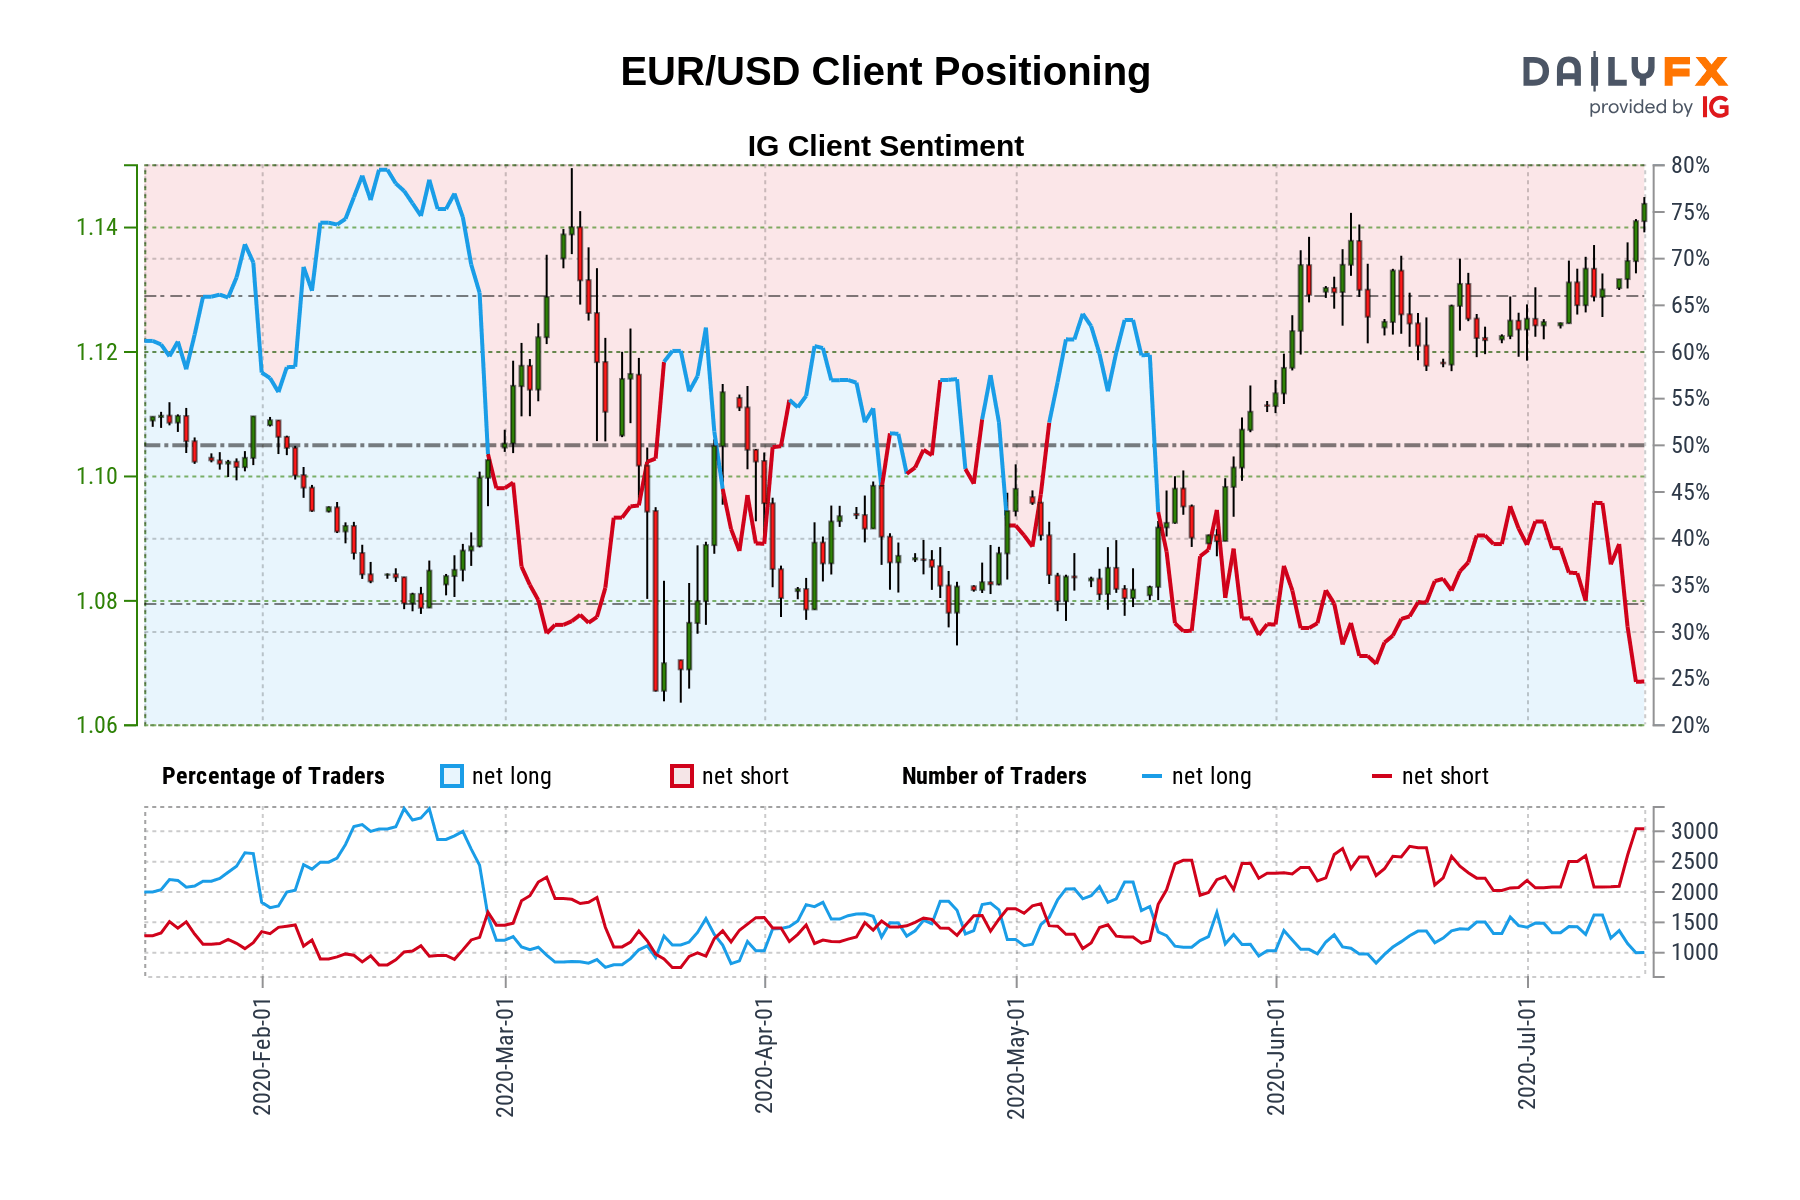 EUR/USD Client Positioning
DAILYFX
provided by IG
IG Client Sentiment
1.14
1.12
1.10
1.08
1.06
80%
75%
70%
65%
60%
55%
50%
45%
40%
35%
30%
25%
20%
Percentage of Traders net long net short Number of Traders net long net short
3000
2500
2000
1500
1000
2020-Feb-01
2020-Mar-01
2020-Apr-01
2020-May-01
2020-Jun-01
2020-Jul-01